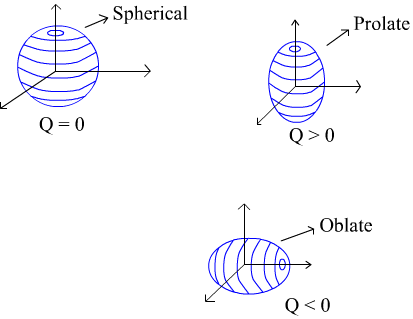 Spherical
Q = 0
Prolate
Q > 0
Oblate
Q < 0